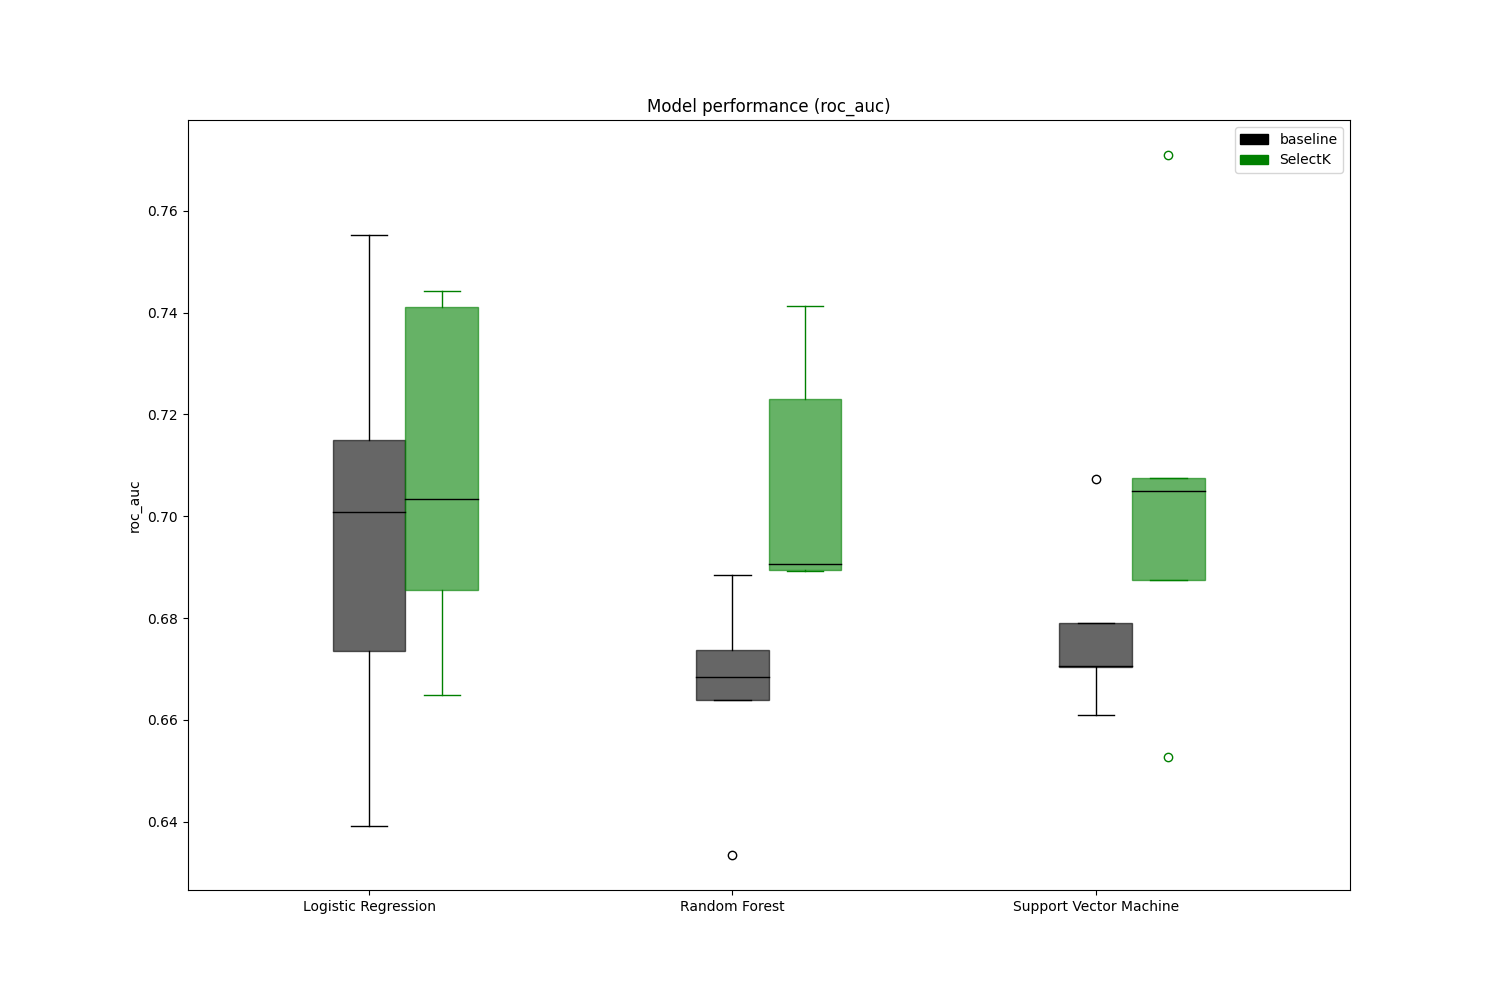 Model performance (roc_auc)
baseline
SelectK
0.76
0.74
0.72
0.70
0.68
0.66
0.64
roc_auc
Logistic Regression
Random Forest
Support Vector Machine